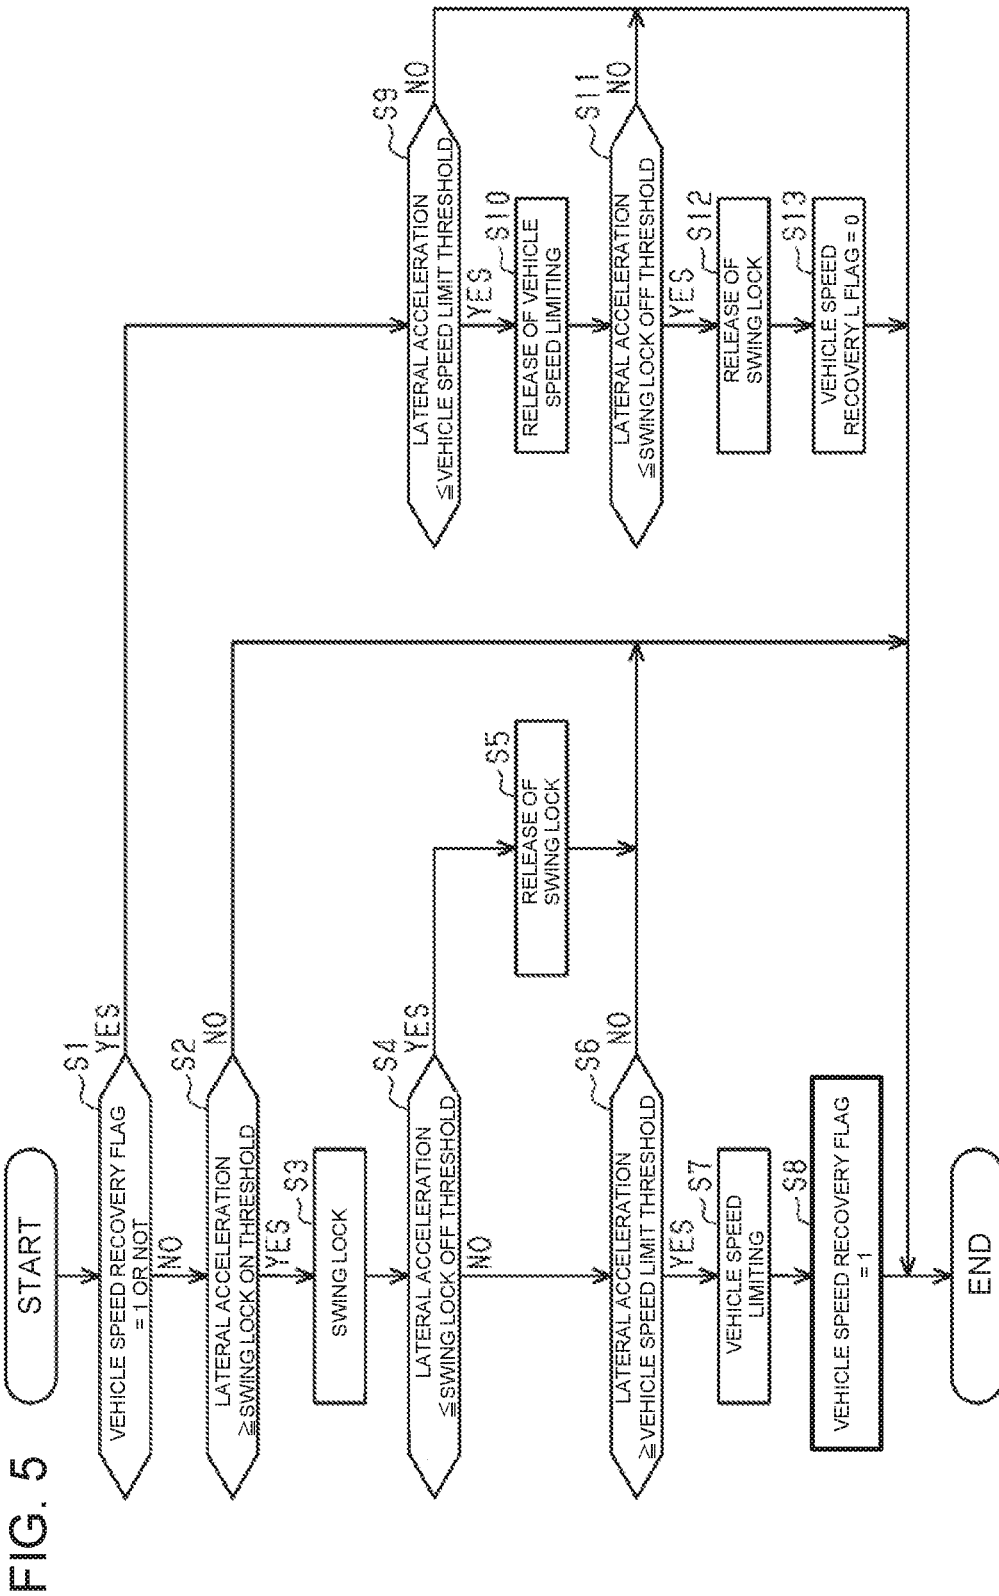 FIG. 5
START
S1
VEHICLE SPEED RECOVERY FLAG
= 1 OR NOT
YES
NO
S2
LATERAL ACCELERATION
≧SWING LOCK ON THRESHOLD
NO
YES
S3
SWING LOCK
S4
LATERAL ACCELERATION
≦SWING LOCK OFF THRESHOLD
YES
NO
S5
RELEASE OF
SWING LOCK
S6
LATERAL ACCELERATION
≧VEHICLE SPEED LIMIT THRESHOLD
NO
YES
S7
VEHICLE SPEED
LIMITING
S8
VEHICLE SPEED RECOVERY FLAG
= 1
END
S9
LATERAL ACCELERATION
≦VEHICLE SPEED LIMIT THRESHOLD
NO
YES
S10
RELEASE OF VEHICLE
SPEED LIMITING
S11
LATERAL ACCELERATION
≦SWING LOCK OFF THRESHOLD
NO
YES
S12
RELEASE OF
SWING LOCK
S13
VEHICLE SPEED
RECOVERY L FLAG = 0